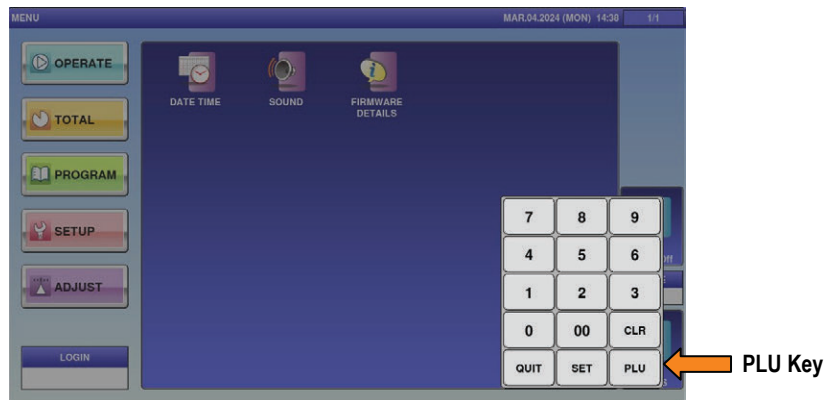 MENU
MAR.04.2024 (MON) 14:30 1/1
OPERATE
TOTAL
PROGRAM
SETUP
ADJUST
LOGIN
DATE TIME
SOUND
FIRMWARE
DETAILS
7 8 9
4 5 6
1 2 3
0 00 CLR
QUIT SET PLU
PLU Key